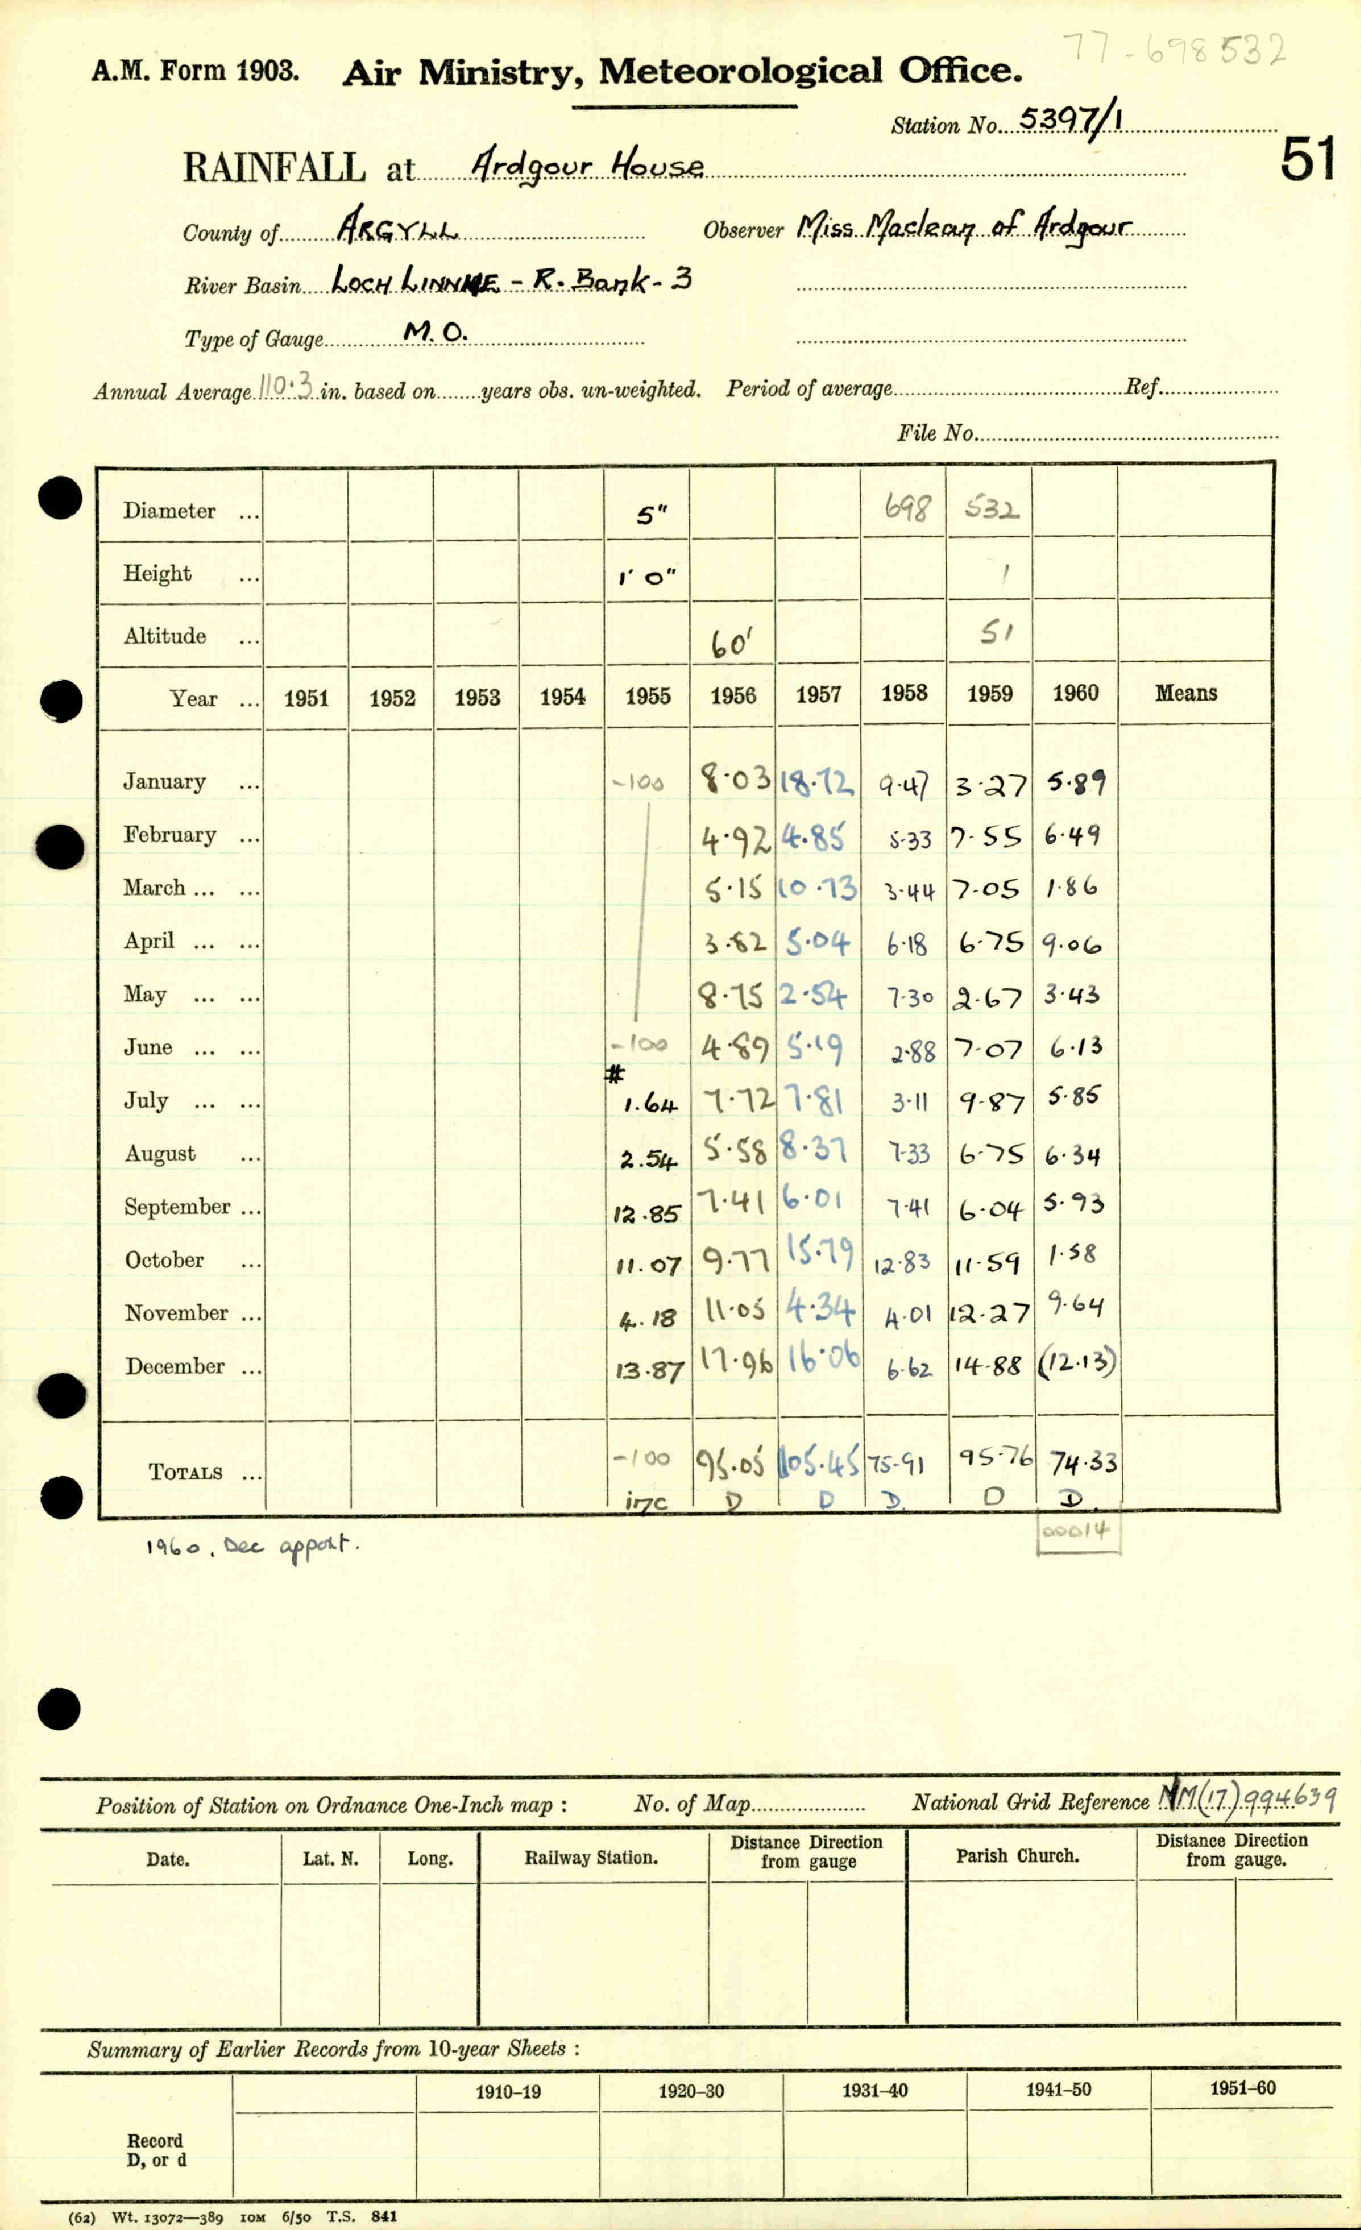 77-698532
A.M. Form 1903. Air Ministry, Meteorological Office.
Station No. 5397/1
51
RAINFALL at Ardgour House
County of ARGYLL Observer Miss Maclean of Ardgour
River Basin LOCH LINNHE - R. Bank - 3
Type of Gauge M.O.
Annual Average 110.3 in. based on years obs. un-weighted. Period of average Ref.
File No.
Diameter ... 5" 698 532
Height ... 1' 0" 1
Altitude ... 60' 51
Year ... 1951 1952 1953 1954 1955 1956 1957 1958 1959 1960 Means
January ... -100 8.03 18.72 9.47 3.27 5.89
February ... 4.92 4.85 5.33 7.55 6.49
March ... ... 5.15 10.73 3.44 7.05 1.86
April ... ... 3.82 5.04 6.18 6.75 9.06
May ... ... 8.75 2.54 7.30 2.67 3.43
June ... ... -100 4.89 5.19 2.88 7.07 6.13
July ... ... # 1.64 7.72 7.81 3.11 9.87 5.85
August ... 2.54 5.58 8.37 7.33 6.75 6.34
September ... 12.85 7.41 6.01 7.41 6.04 5.93
October ... 11.07 9.77 15.79 12.83 11.59 1.58
November ... 4.18 11.05 4.34 4.01 12.27 9.64
December ... 13.87 17.96 16.06 6.62 14.88 (12.13)
TOTALS ... -100 95.05 105.45 75.91 95.76 74.33
inc D D D. D D.
00014
1960. Dec apport.
Position of Station on Ordnance One-Inch map : No. of Map National Grid Reference NM(17)994639
Date. Lat. N. Long. Railway Station. Distance Direction from gauge Parish Church. Distance Direction from gauge.
Summary of Earlier Records from 10-year Sheets :
1910–19 1920–30 1931–40 1941–50 1951–60
Record
D, or d
(62) Wt. 13072—389 10M 6/50 T.S. 841